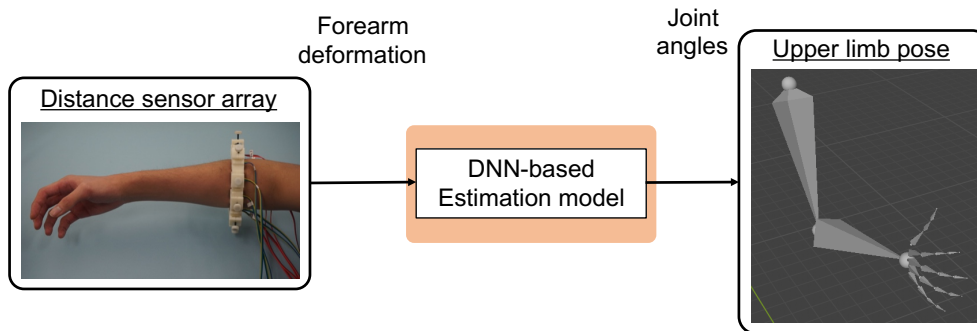 Forearm
deformation
Joint
angles
Distance sensor array
DNN-based
Estimation model
Upper limb pose